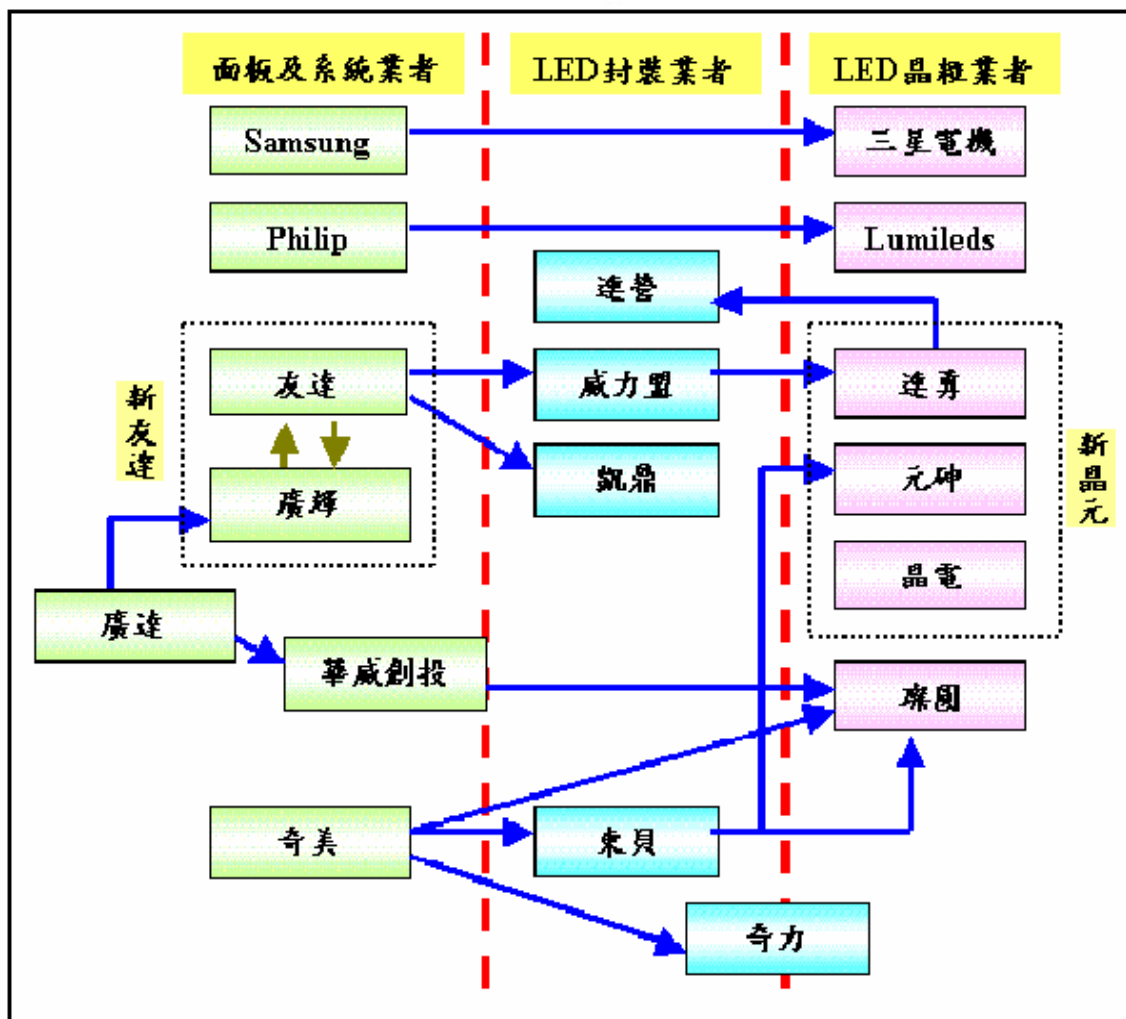 面板及系統業者
LED封裝業者
LED晶粒業者
Samsung
三星電機
Philip
Lumileds
連營
新友達
友達
威力盟
連勇
新晶元
廣輝
凱鼎
元砷
晶電
廣達
華威創投
璨圓
奇美
東貝
奇力